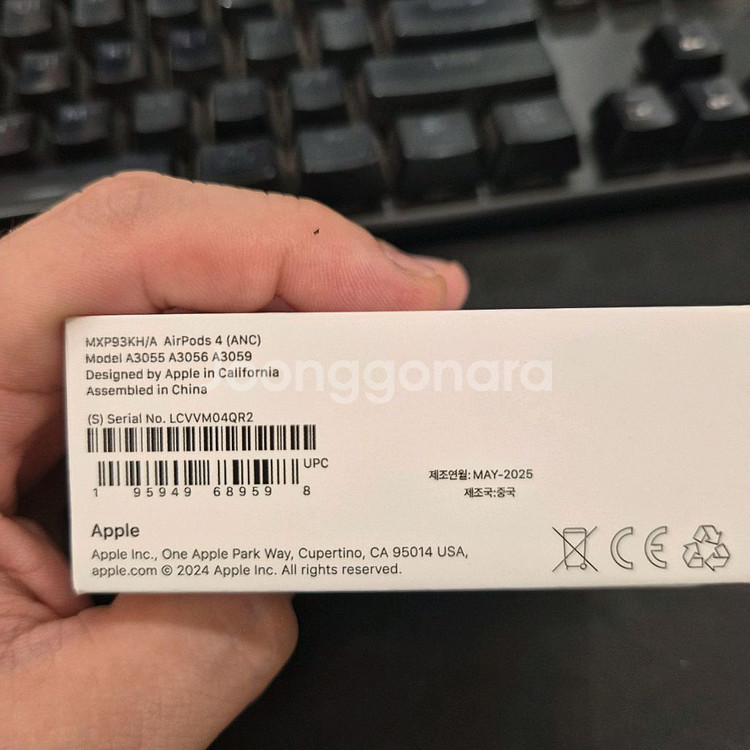 MXP93KH/A AirPods 4 (ANC)
Model A3055 A3056 A3059
Designed by Apple in California
Assembled in China
(S) Serial No. LCVVM04QR2
UPC
1 95949 68959 8
제조연월: MAY-2025
제조국:중국
Apple
Apple Inc., One Apple Park Way, Cupertino, CA 95014 USA,
apple.com © 2024 Apple Inc. All rights reserved.
CE